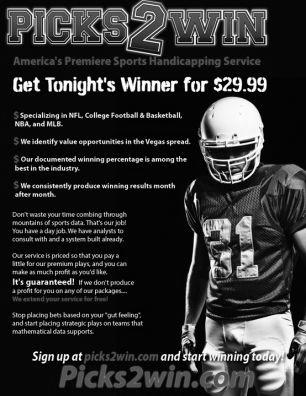 PICKS2WIN
America's Premiere Sports Handicapping Service
Get Tonight's Winner for $29.99
$ Specializing in NFL, College Football & Basketball,
NBA, and MLB.
$ We identify value opportunities in the Vegas spread.
$ Our documented winning percentage is among the
best in the industry.
$ We consistently produce winning results month
after month.
Don't waste your time combing through
mountains of sports data. That's our job!
You have a day job. We have analysts to
consult with and a system built already.
Our service is priced so that you pay a
little for our premium plays, and you can
make as much profit as you'd like.
It's guaranteed! If we don't produce
a profit for you on any of our packages...
We extend your service for free!
Stop placing bets based on your "gut feeling",
and start placing strategic plays on teams that
mathematical data supports.
91
Sign up at picks2win.com and start winning today!
Picks2win.com